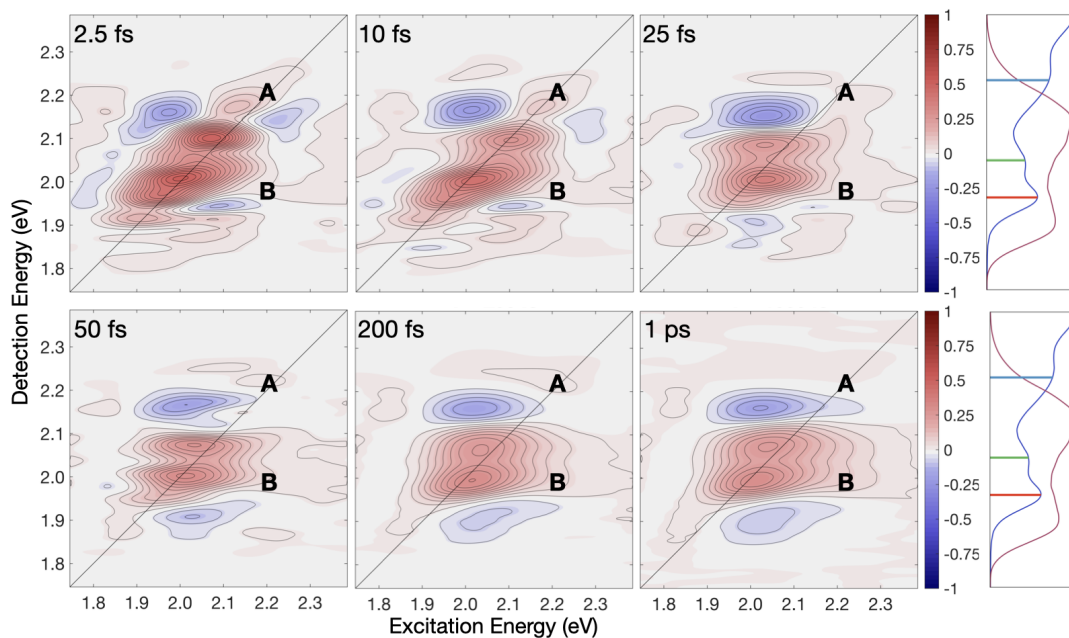 2.5 fs
10 fs
25 fs
A
A
A
B
B
B
2.3
2.2
2.1
2.0
1.9
1.8
1
0.75
0.5
0.25
0
-0.25
-0.5
-0.75
-1
Detection Energy (eV)
50 fs
200 fs
1 ps
A
A
A
B
B
B
2.3
2.2
2.1
2.0
1.9
1.8
1
0.75
0.5
0.25
0
-0.25
-0.5
-0.75
-1
1.8 1.9 2.0 2.1 2.2 2.3
1.8 1.9 2.0 2.1 2.2 2.3
1.8 1.9 2.0 2.1 2.2 2.3
Excitation Energy (eV)